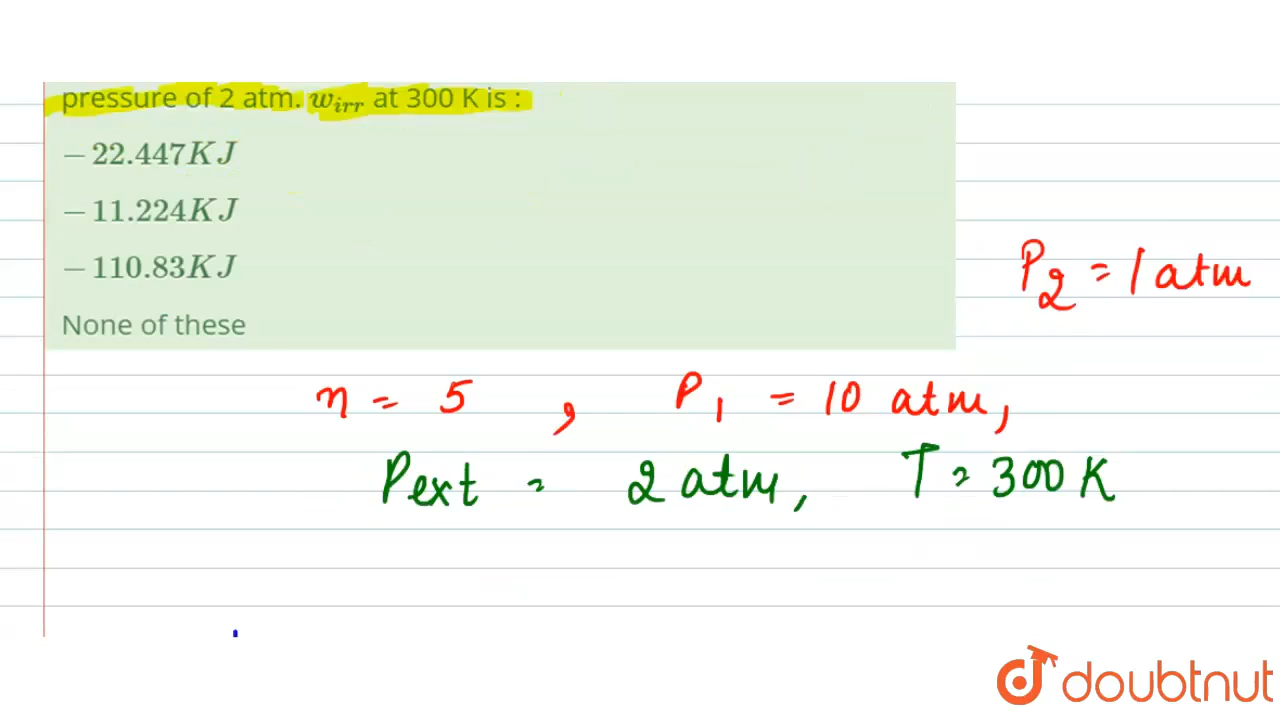 pressure of 2 atm. w_irr at 300 K is :
−22.447KJ
−11.224KJ
−110.83KJ
None of these
P2 = 1 atm
n = 5 , P1 = 10 atm,
Pext = 2 atm, T = 300 K
doubtnut